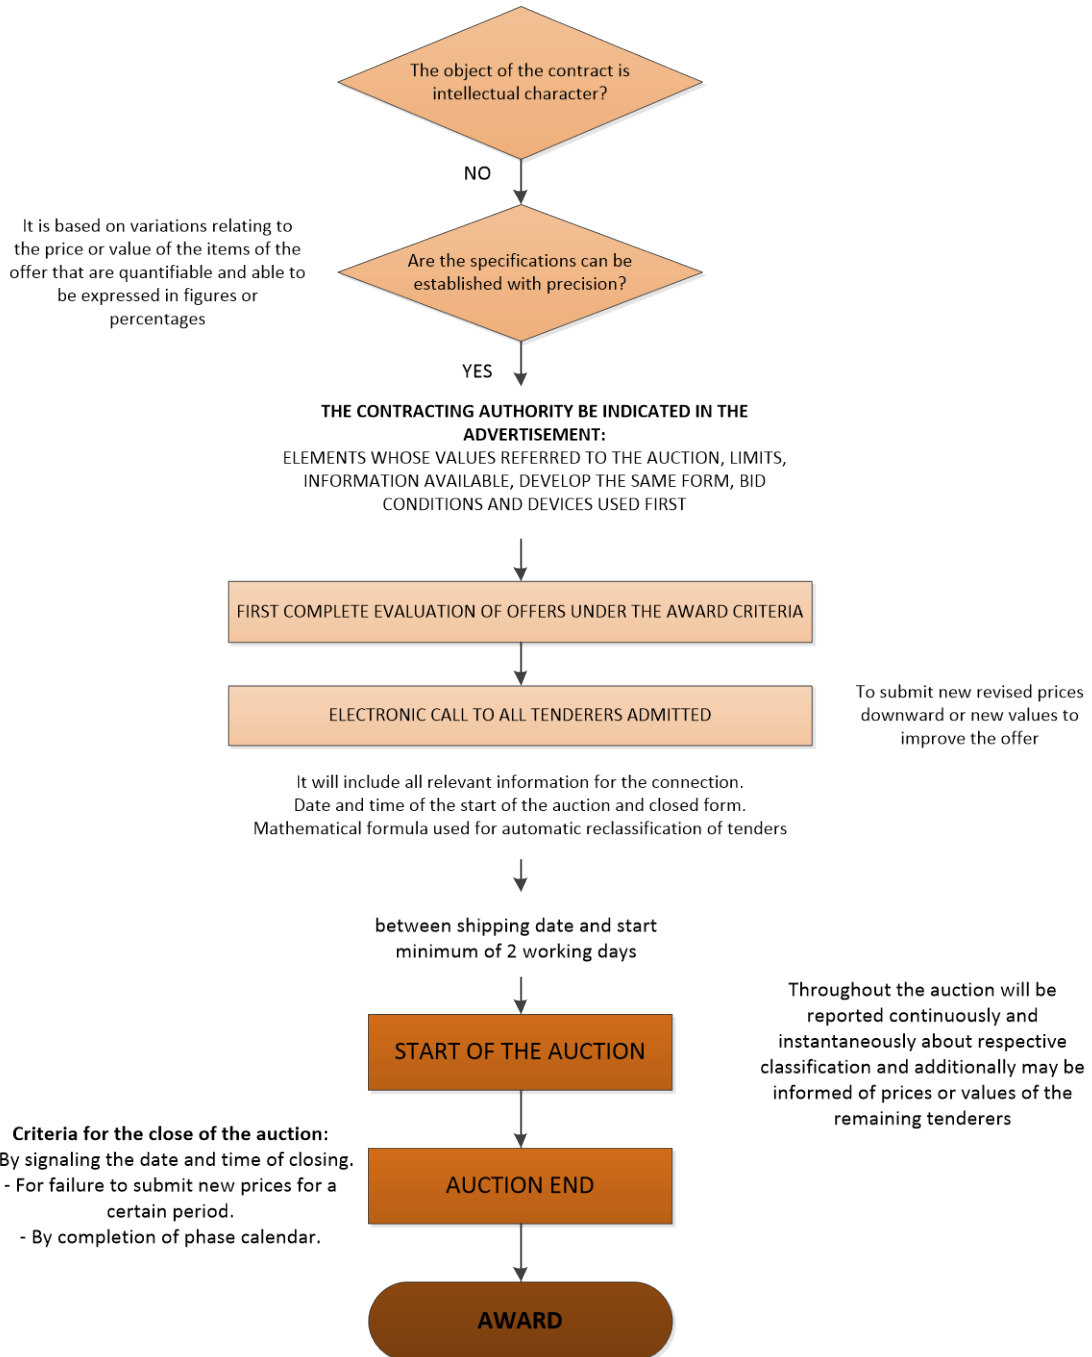 The object of the contract is
intellectual character?
NO
It is based on variations relating to
the price or value of the items of the
offer that are quantifiable and able to
be expressed in figures or
percentages
Are the specifications can be
established with precision?
YES
THE CONTRACTING AUTHORITY BE INDICATED IN THE
ADVERTISEMENT:
ELEMENTS WHOSE VALUES REFERRED TO THE AUCTION, LIMITS,
INFORMATION AVAILABLE, DEVELOP THE SAME FORM, BID
CONDITIONS AND DEVICES USED FIRST
FIRST COMPLETE EVALUATION OF OFFERS UNDER THE AWARD CRITERIA
ELECTRONIC CALL TO ALL TENDERERS ADMITTED
To submit new revised prices
downward or new values to
improve the offer
It will include all relevant information for the connection.
Date and time of the start of the auction and closed form.
Mathematical formula used for automatic reclassification of tenders
between shipping date and start
minimum of 2 working days
START OF THE AUCTION
Throughout the auction will be
reported continuously and
instantaneously about respective
classification and additionally may be
informed of prices or values of the
remaining tenderers
Criteria for the close of the auction:
By signaling the date and time of closing.
- For failure to submit new prices for a
certain period.
- By completion of phase calendar.
AUCTION END
AWARD